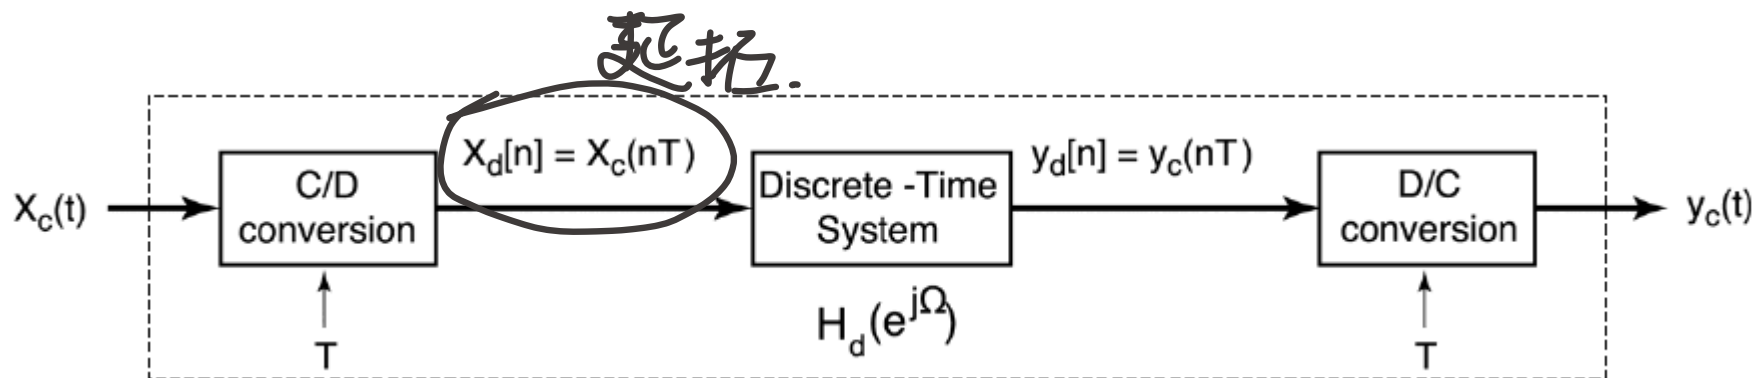 X_c(t)
C/D
conversion
T
X_d[n] = X_c(nT)
Discrete -Time
System
H_d(e^{jΩ})
y_d[n] = y_c(nT)
D/C
conversion
T
y_c(t)